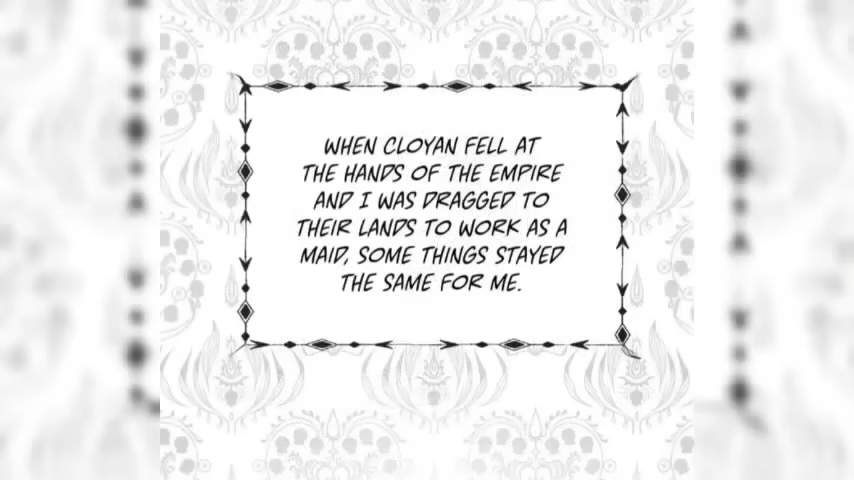 WHEN CLOYAN FELL AT
THE HANDS OF THE EMPIRE
AND I WAS DRAGGED TO
THEIR LANDS TO WORK AS A
MAID, SOME THINGS STAYED
THE SAME FOR ME.